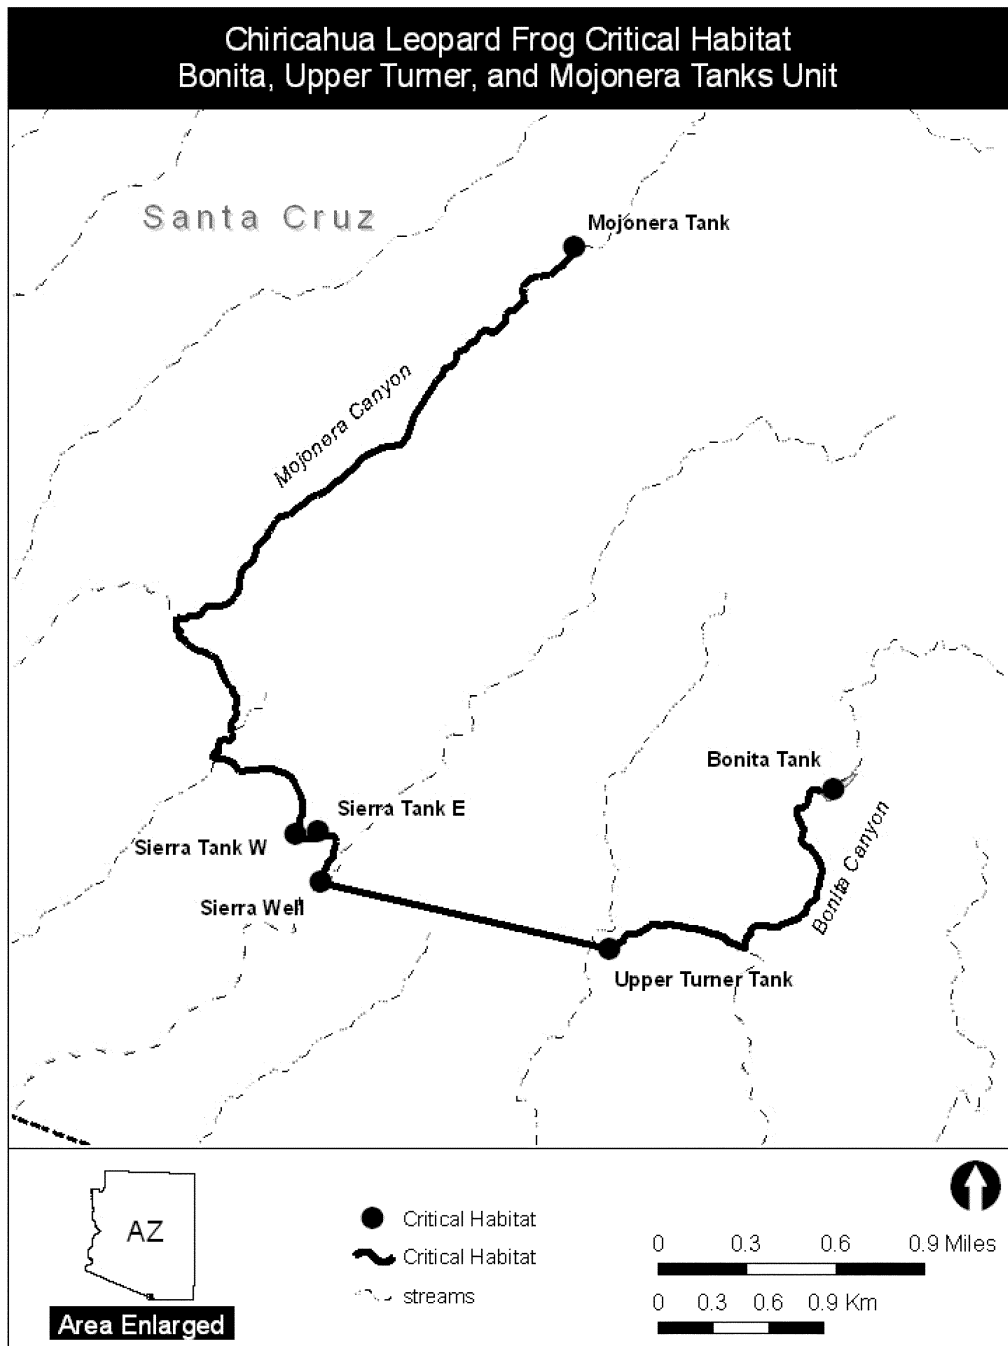 Chiricahua Leopard Frog Critical Habitat
Bonita, Upper Turner, and Mojonera Tanks Unit
Santa Cruz
Mojonera Tank
Mojonera Canyon
Bonita Tank
Sierra Tank E
Sierra Tank W
Bonita Canyon
Sierra Well
Upper Turner Tank
AZ
Area Enlarged
Critical Habitat
Critical Habitat
streams
0 0.3 0.6 0.9 Miles
0 0.3 0.6 0.9 Km